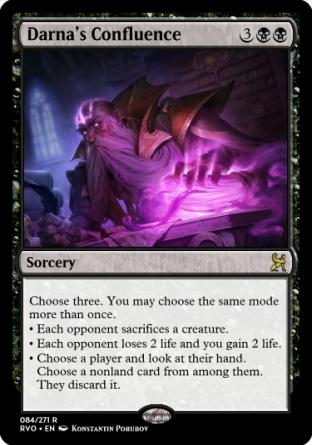 Darna's Confluence 3
Sorcery
Choose three. You may choose the same mode
more than once.
• Each opponent sacrifices a creature.
• Each opponent loses 2 life and you gain 2 life.
• Choose a player and look at their hand.
Choose a nonland card from among them.
They discard it.
084/271 R
RVO • EN Konstantin Porubov